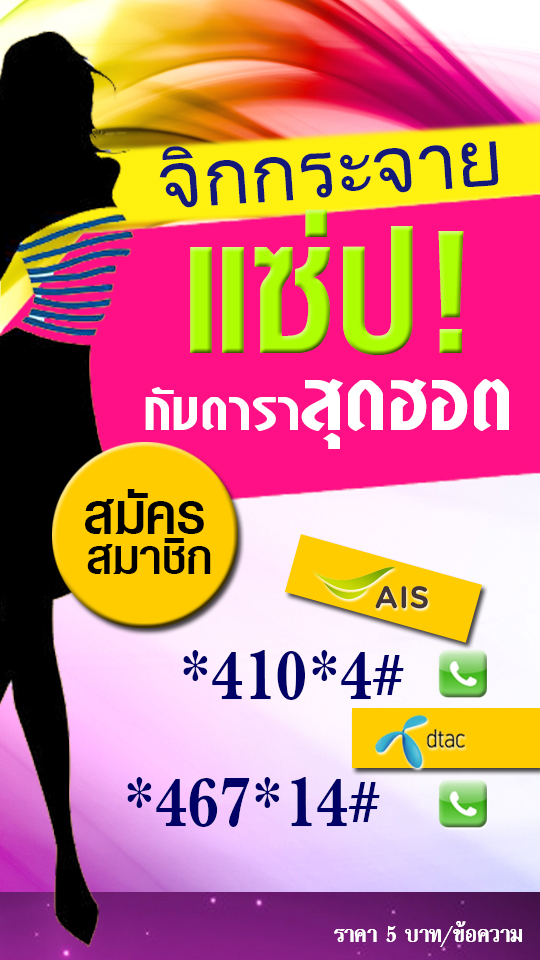 จิกกระจาย
แซ่ป!
กับดาราสุดฮอต
สมัคร
สมาชิก
AIS
*410*4#
dtac
*467*14#
ราคา 5 บาท/ข้อความ